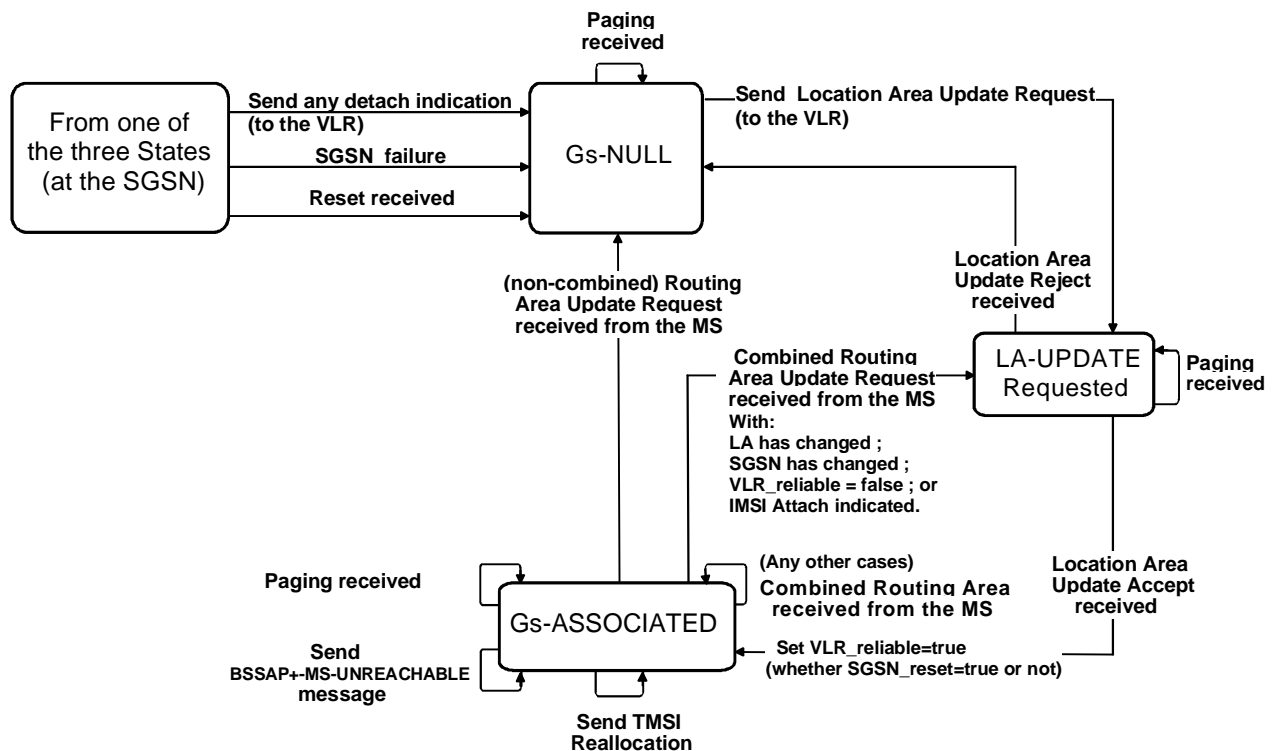 Paging
received
From one of
the three States
(at the SGSN)
Send any detach indication
(to the VLR)
SGSN failure
Reset received
Gs-NULL
Send Location Area Update Request
(to the VLR)
(non-combined) Routing
Area Update Request
received from the MS
Location Area
Update Reject
received
LA-UPDATE
Requested
Paging
received
Combined Routing
Area Update Request
received from the MS
With:
LA has changed ;
SGSN has changed ;
VLR_reliable = false ; or
IMSI Attach indicated.
Paging received
Gs-ASSOCIATED
(Any other cases)
Combined Routing Area
received from the MS
Location Area
Update Accept
received
Set VLR_reliable=true
(whether SGSN_reset=true or not)
Send
BSSAP+-MS-UNREACHABLE
message
Send TMSI
Reallocation